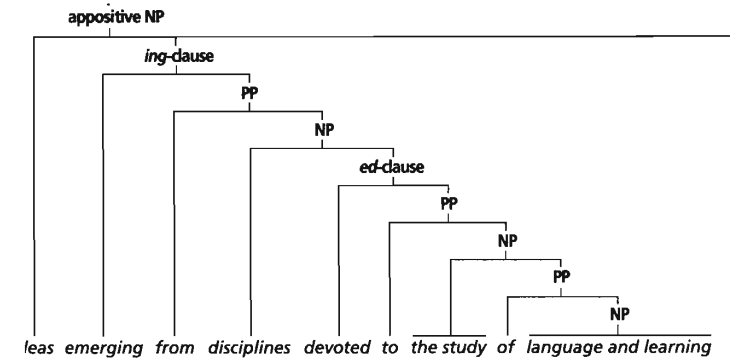 appositive NP
ing-clause
PP
NP
ed-clause
PP
NP
PP
NP
emerging from disciplines devoted to the study of language and learning